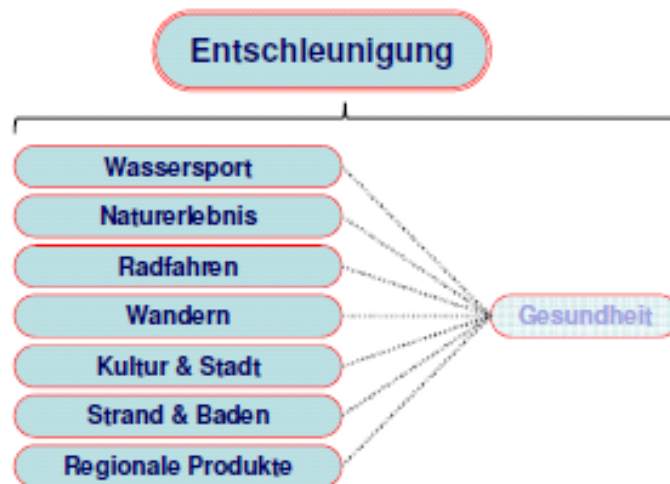 Entschleunigung
Wassersport
Naturerlebnis
Radfahren
Wandern
Gesundheit
Kultur & Stadt
Strand & Baden
Regionale Produkte